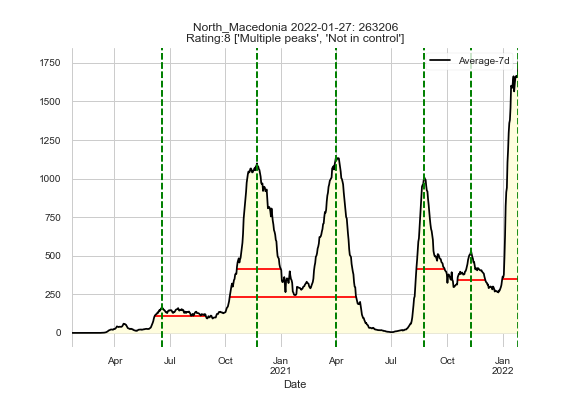 North_Macedonia 2022-01-27: 263206
Rating:8 ['Multiple peaks', 'Not in control']
Average-7d
1750
1500
1250
1000
750
500
250
0
Apr Jul Oct Jan Apr Jul Oct Jan
2021 2022
Date